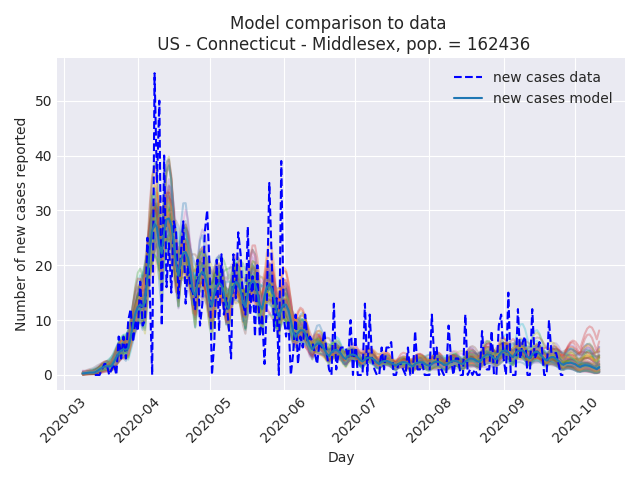 Model comparison to data
US - Connecticut - Middlesex, pop. = 162436
new cases data
new cases model
Number of new cases reported
50
40
30
20
10
0
2020-03
2020-04
2020-05
2020-06
2020-07
2020-08
2020-09
2020-10
Day